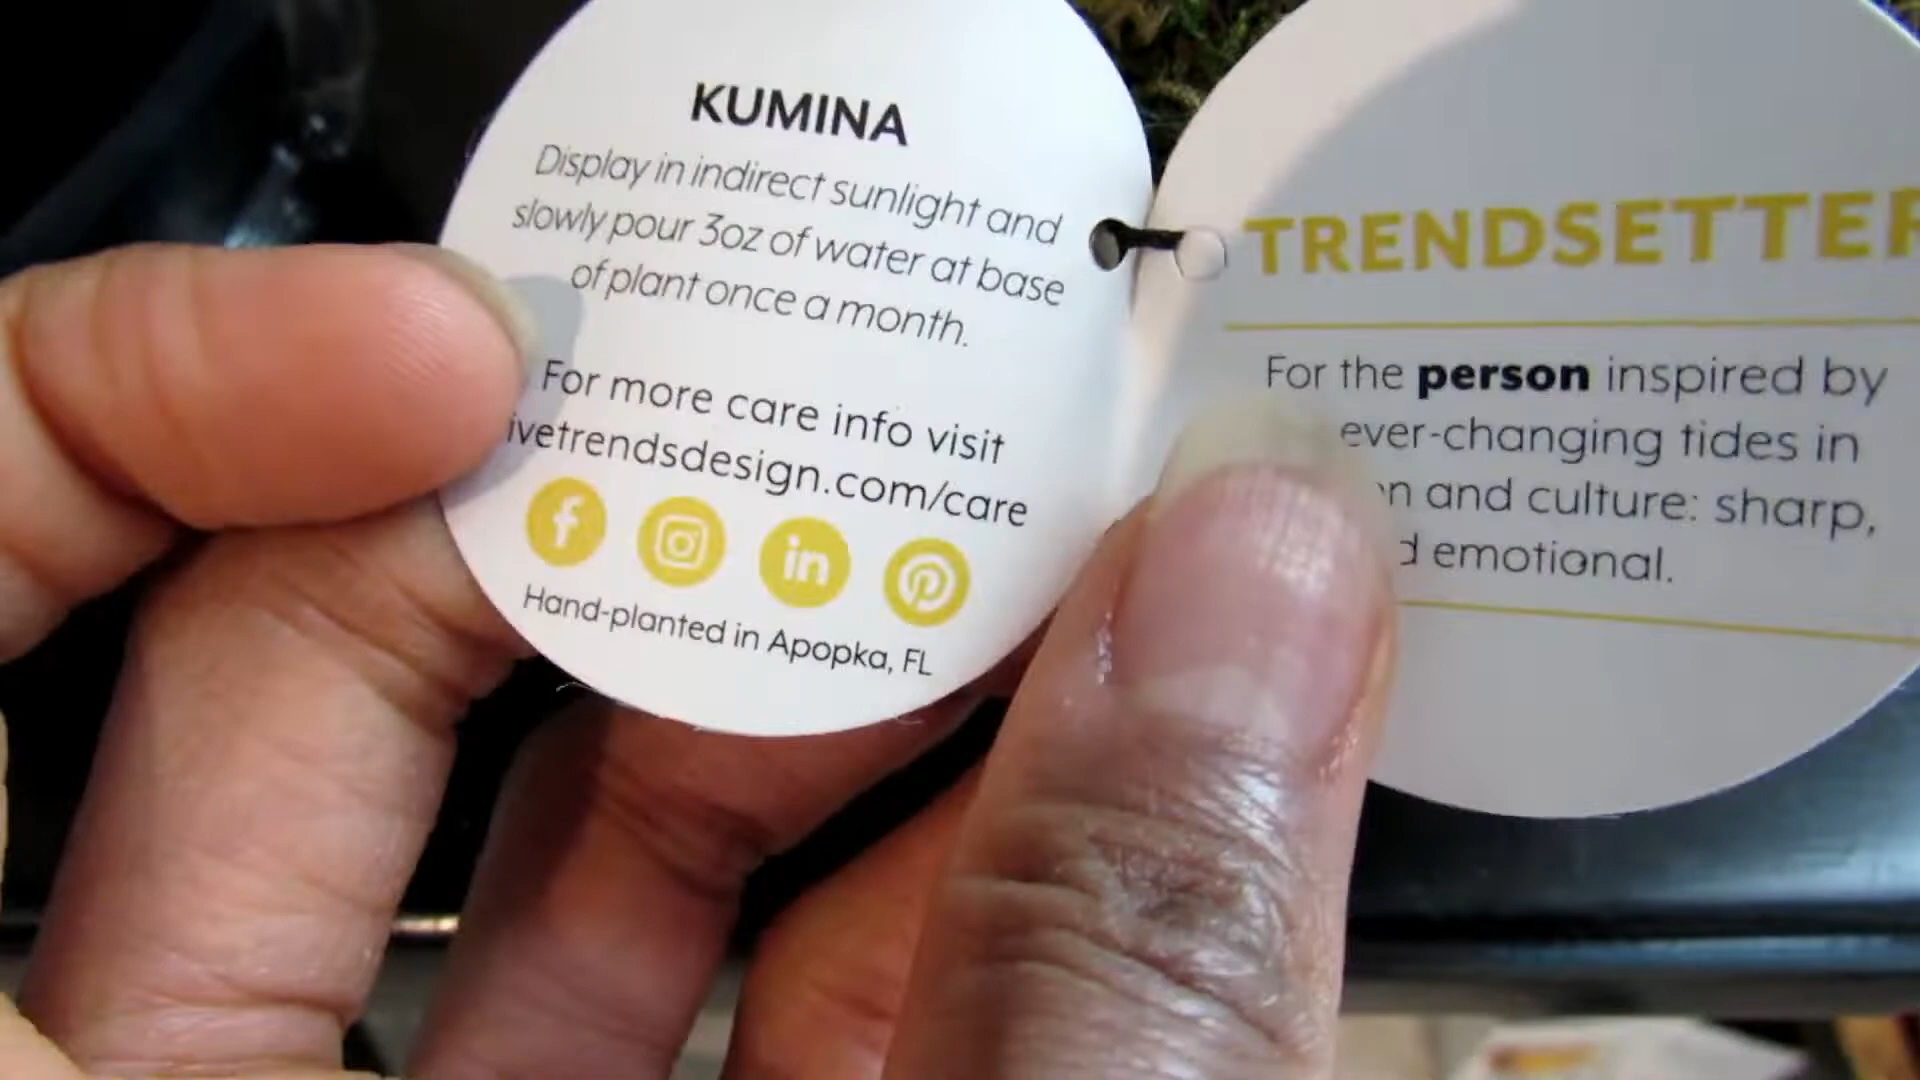 KUMINA
Display in indirect sunlight and
slowly pour 3oz of water at base
of plant once a month.
For more care info visit
ivetrendsdesign.com/care
Hand-planted in Apopka, FL
TRENDSETTER
For the person inspired by
ever-changing tides in
and culture: sharp,
emotional.